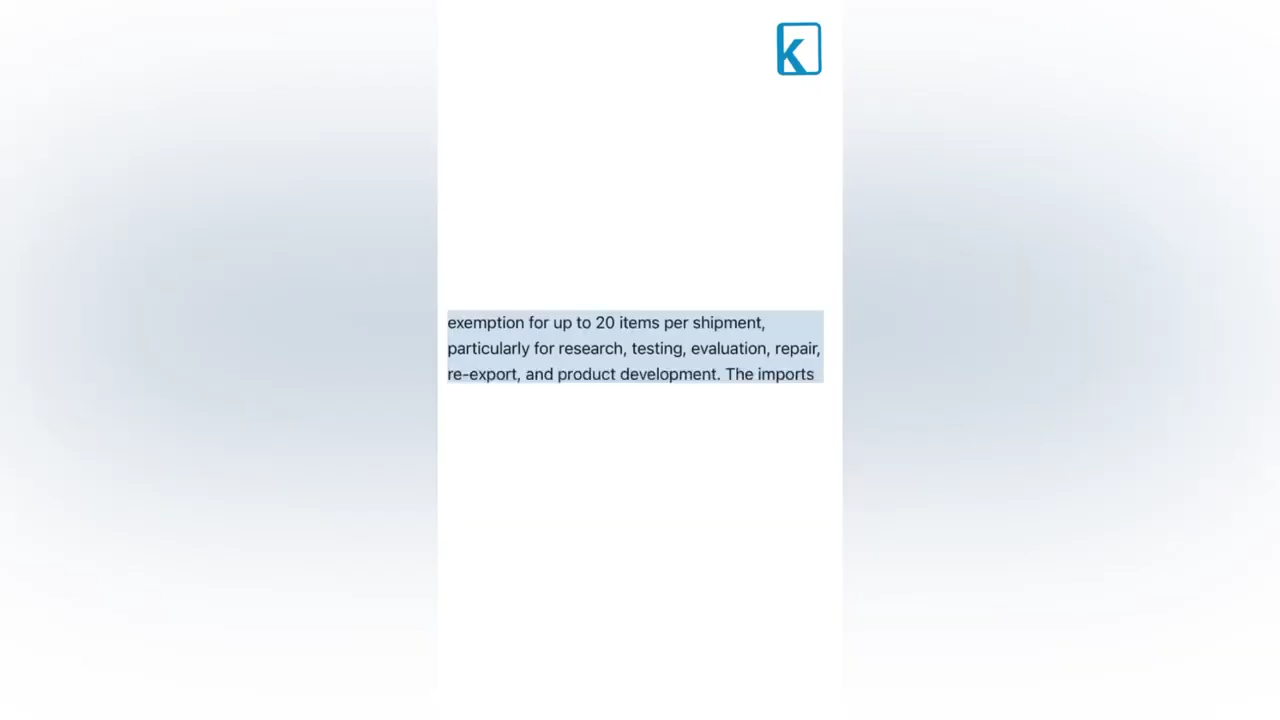 K
exemption for up to 20 items per shipment,
particularly for research, testing, evaluation, repair,
re-export, and product development. The imports